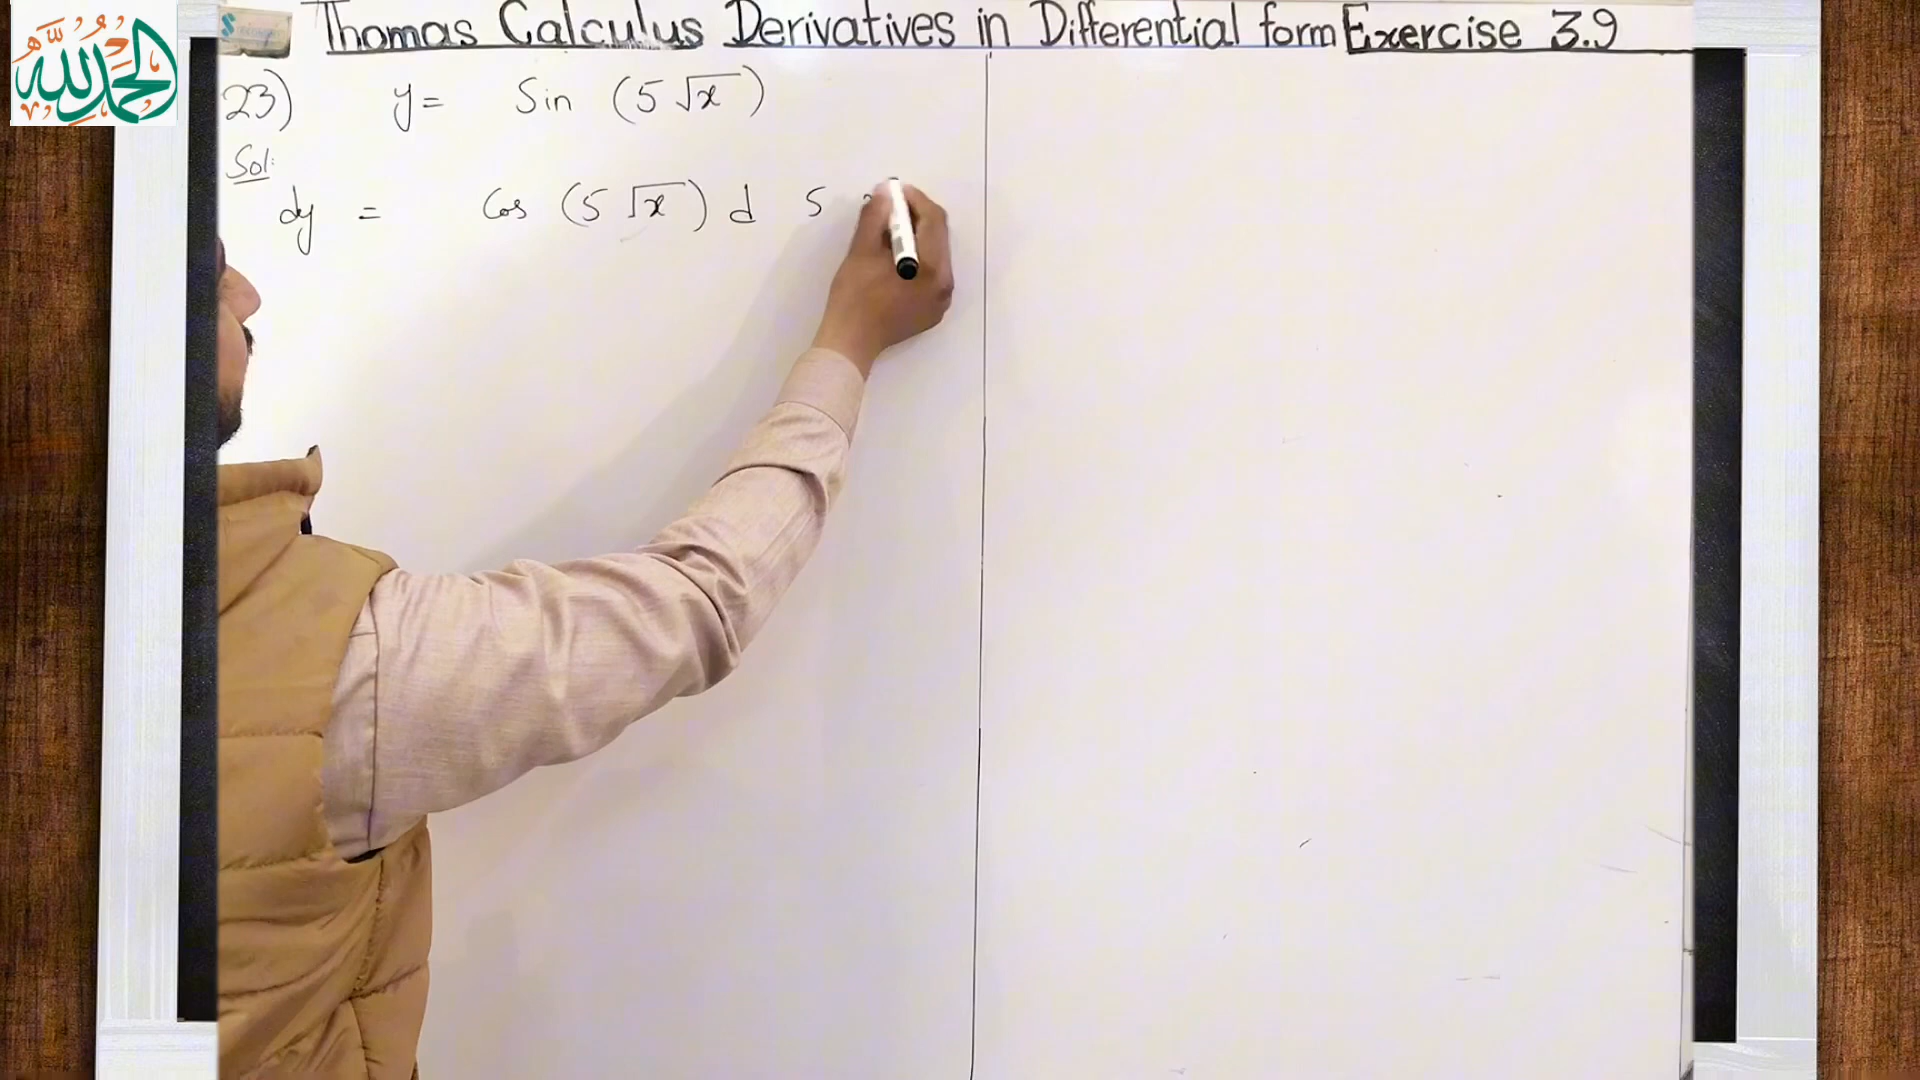 الحمد لله
Thomas Calculus Derivatives in Differential form Exercise 3.9
23) y = Sin (5 √x)
Sol:
dy = Cos (5 √x) d 5